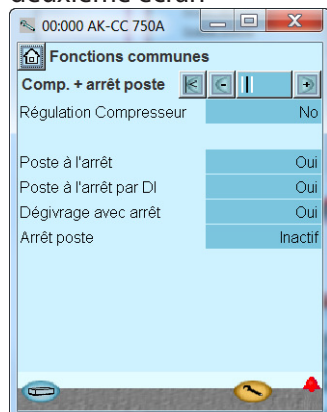 deuxième écran
00:000 AK-CC 750A
Fonctions communes
Comp. + arrêt poste
Régulation Compresseur No
Poste à l'arrêt Oui
Poste à l'arrêt par DI Oui
Dégivrage avec arrêt Oui
Arrêt poste Inactif